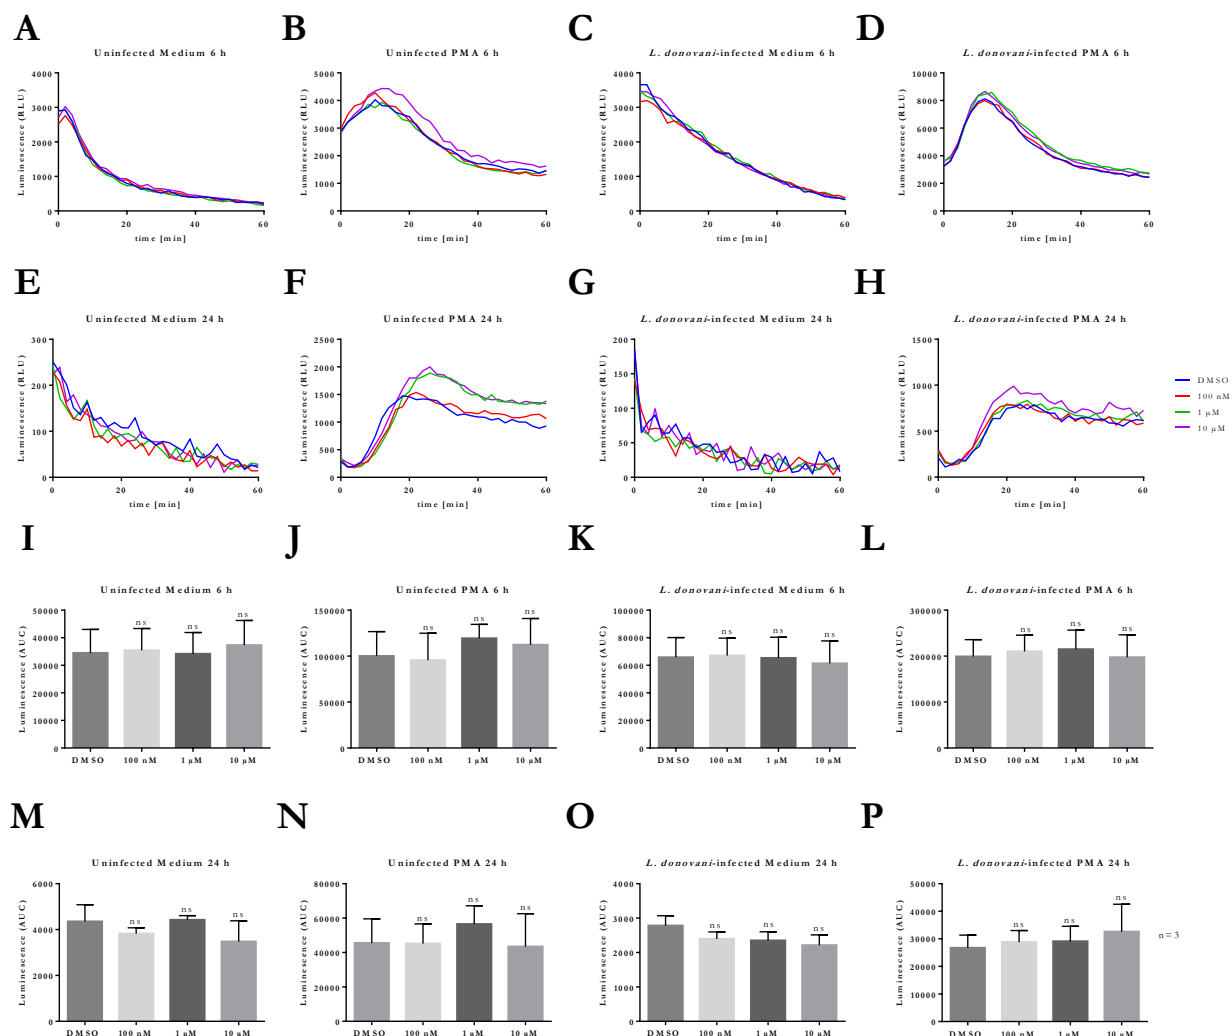 A
B
C
D
Uninfected Medium 6 h
Uninfected PMA 6 h
L. donovani-infected Medium 6 h
L. donovani-infected PMA 6 h
Luminescence (RLU)
4000
3000
2000
1000
0
0
20
40
60
time [min]
Luminescence (RLU)
5000
4000
3000
2000
1000
0
0
20
40
60
time [min]
Luminescence (RLU)
4000
3000
2000
1000
0
0
20
40
60
time [min]
Luminescence (RLU)
10000
8000
6000
4000
2000
0
0
20
40
60
time [min]
E
F
G
H
Uninfected Medium 24 h
Uninfected PMA 24 h
L. donovani-infected Medium 24 h
L. donovani-infected PMA 24 h
Luminescence (RLU)
300
200
100
0
0
20
40
60
time [min]
Luminescence (RLU)
2500
2000
1500
1000
500
0
0
20
40
60
time [min]
Luminescence (RLU)
200
150
100
50
0
0
20
40
60
time [min]
Luminescence (RLU)
1500
1000
500
0
0
20
40
60
time [min]
DMSO
100 nM
1 µM
10 µM
I
J
K
L
Uninfected Medium 6 h
Uninfected PMA 6 h
L. donovani-infected Medium 6 h
L. donovani-infected PMA 6 h
Luminescence (AUC)
50000
40000
30000
20000
10000
0
ns
ns
ns
DMSO
100 nM
1 µM
10 µM
Luminescence (AUC)
150000
100000
50000
0
ns
ns
ns
DMSO
100 nM
1 µM
10 µM
Luminescence (AUC)
100000
80000
60000
40000
20000
0
ns
ns
ns
DMSO
100 nM
1 µM
10 µM
Luminescence (AUC)
300000
200000
100000
0
ns
ns
ns
DMSO
100 nM
1 µM
10 µM
M
N
O
P
Uninfected Medium 24 h
Uninfected PMA 24 h
L. donovani-infected Medium 24 h
L. donovani-infected PMA 24 h
Luminescence (AUC)
6000
4000
2000
0
ns
ns
ns
DMSO
100 nM
1 µM
10 µM
Luminescence (AUC)
80000
60000
40000
20000
0
ns
ns
ns
DMSO
100 nM
1 µM
10 µM
Luminescence (AUC)
4000
3000
2000
1000
0
ns
ns
ns
DMSO
100 nM
1 µM
10 µM
Luminescence (AUC)
50000
40000
30000
20000
10000
0
ns
ns
ns
DMSO
100 nM
1 µM
10 µM
n=3